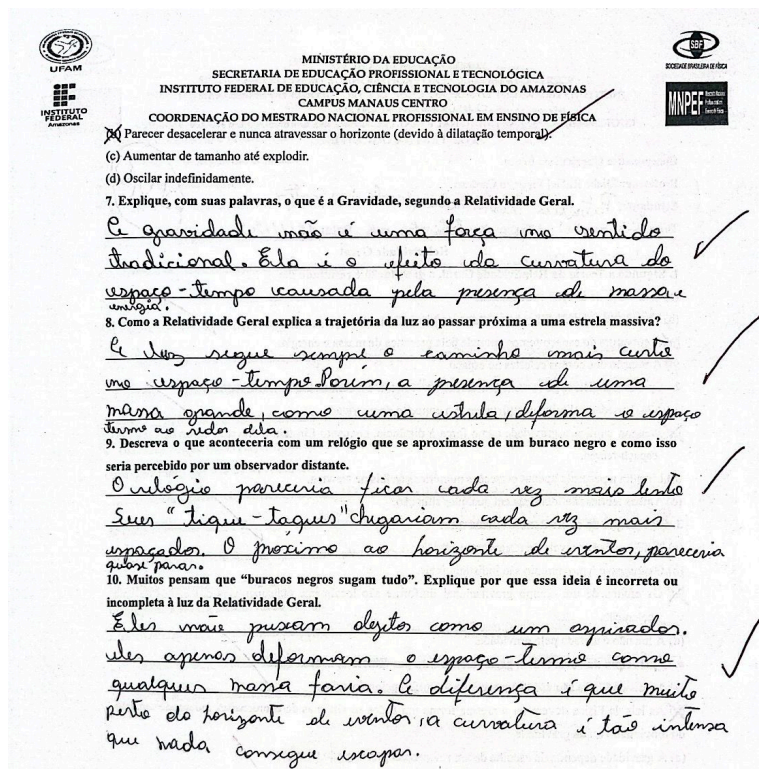 UFAM
INSTITUTO
FEDERAL
Amazonas
SBF
SOCIEDADE BRASILEIRA DE FÍSICA
MNPEF
MINISTÉRIO DA EDUCAÇÃO
SECRETARIA DE EDUCAÇÃO PROFISSIONAL E TECNOLÓGICA
INSTITUTO FEDERAL DE EDUCAÇÃO, CIÊNCIA E TECNOLOGIA DO AMAZONAS
CAMPUS MANAUS CENTRO
COORDENAÇÃO DO MESTRADO NACIONAL PROFISSIONAL EM ENSINO DE FÍSICA
(b) Parecer desacelerar e nunca atravessar o horizonte (devido à dilatação temporal).
(c) Aumentar de tamanho até explodir.
(d) Oscilar indefinidamente.
7. Explique, com suas palavras, o que é a Gravidade, segundo a Relatividade Geral.
A gravidade não é uma força no sentido
tradicional. Ela é o efeito da curvatura do
espaço-tempo causada pela presença de massa e
energia.
8. Como a Relatividade Geral explica a trajetória da luz ao passar próxima a uma estrela massiva?
A luz segue sempre o caminho mais curto
no espaço-tempo. Porém, a presença de uma
massa grande, como uma estrela, deforma o espaço
termo ao redor dela.
9. Descreva o que aconteceria com um relógio que se aproximasse de um buraco negro e como isso
seria percebido por um observador distante.
O relógio pareceria ficar cada vez mais lento
Seus "tique-taques" chegariam cada vez mais
espaçados. O próximo ao horizonte de eventos, pareceria
quase parar.
10. Muitos pensam que “buracos negros sugam tudo”. Explique por que essa ideia é incorreta ou
incompleta à luz da Relatividade Geral.
Eles não puxam objetos como um aspirador.
eles apenas deformam o espaço-termo como
qualquer massa faria. A diferença é que muito
perto do horizonte de eventos, a curvatura é tão intensa
que nada consegue escapar.